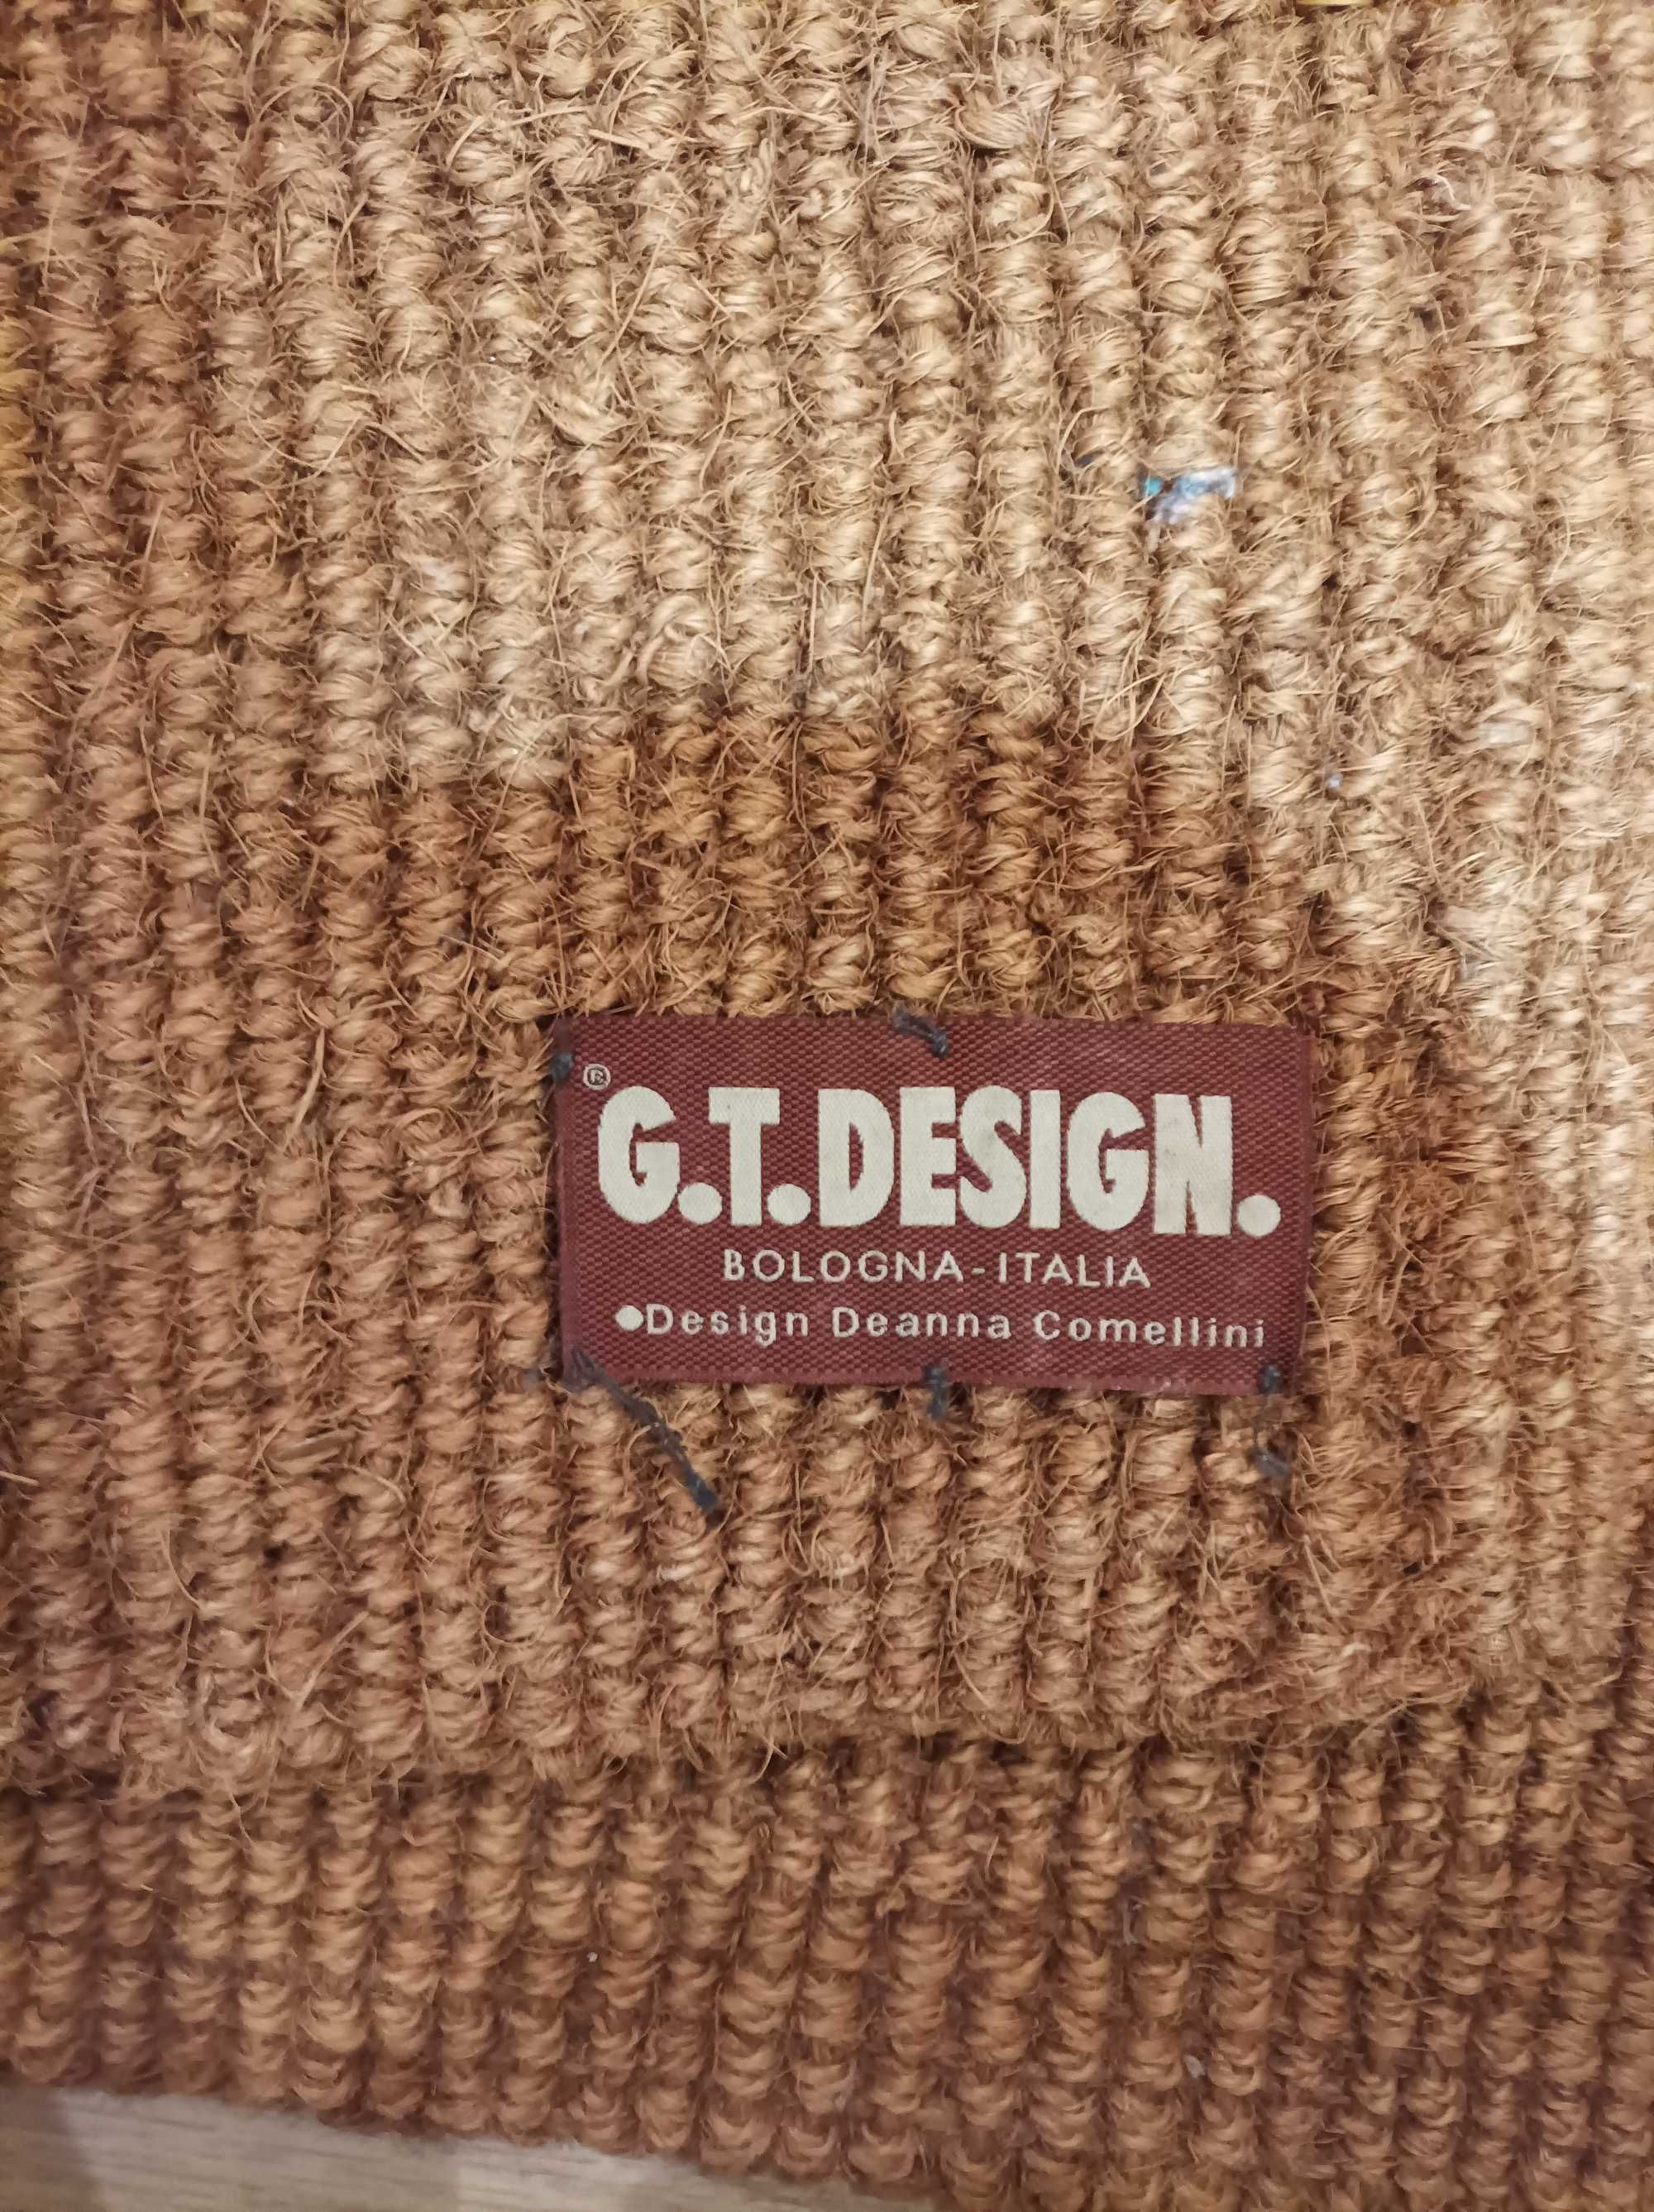 ®
G.T.DESIGN.
BOLOGNA-ITALIA
●Design Deanna Comellini